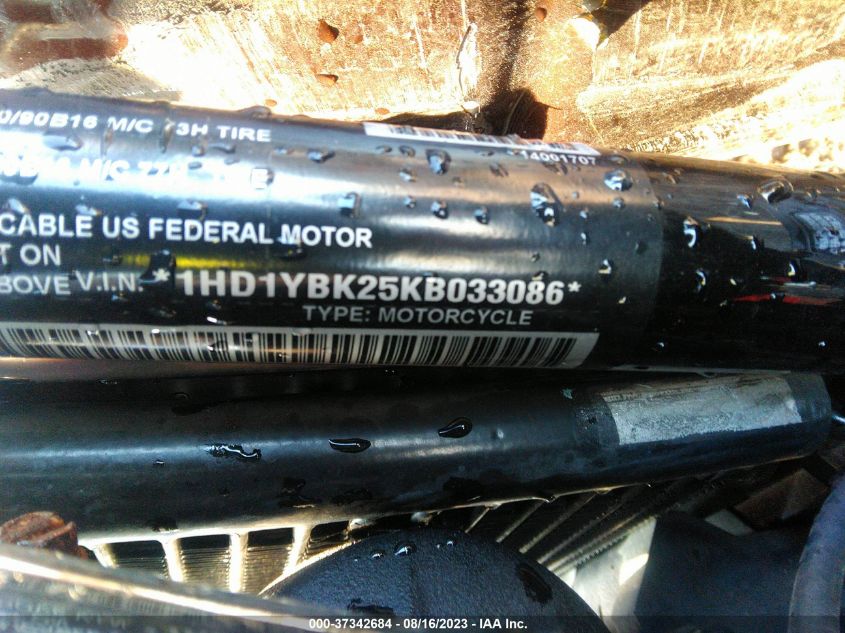 0/90B16 M/C 73H TIRE
14001707
M/C
CABLE US FEDERAL MOTOR
T ON
BOVE V.I.N. *1HD1YBK25KB033086*
TYPE: MOTORCYCLE
000-37342684 - 08/16/2023 - IAA Inc.